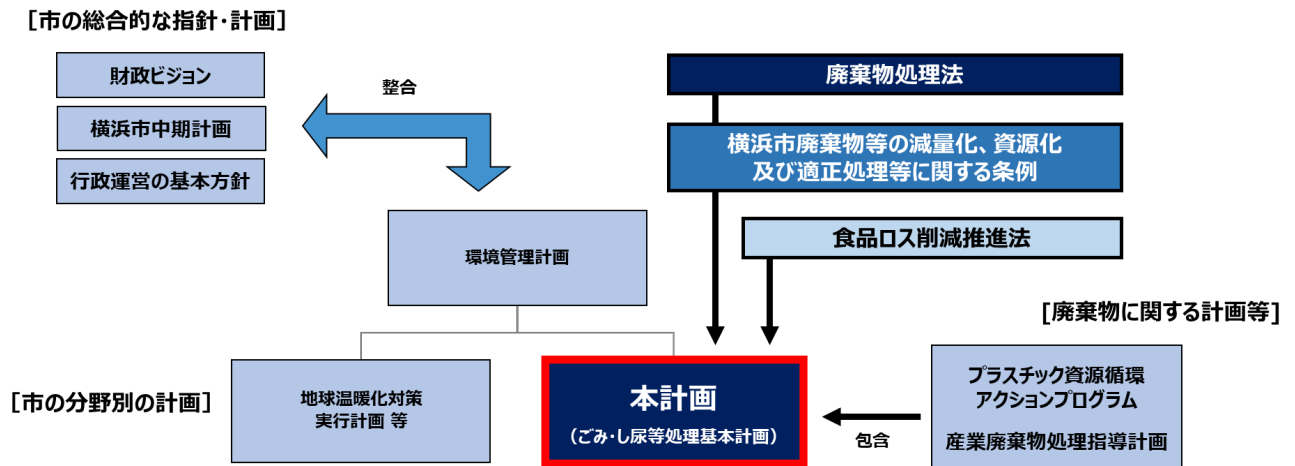 [市の総合的な指針・計画]
財政ビジョン
横浜市中期計画
行政運営の基本方針
整合
廃棄物処理法
横浜市廃棄物等の減量化、資源化
及び適正処理等に関する条例
食品ロス削減推進法
環境管理計画
[廃棄物に関する計画等]
[市の分野別の計画]
地球温暖化対策
実行計画 等
本計画
（ごみ・し尿等処理基本計画）
包含
プラスチック資源循環
アクションプログラム
産業廃棄物処理指導計画